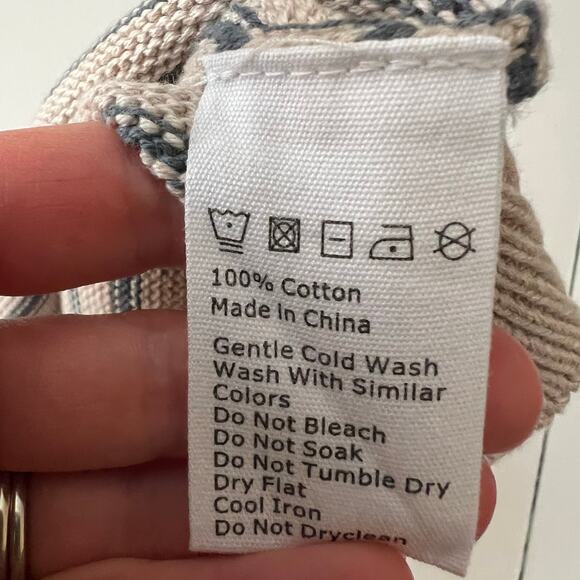 100% Cotton
Made In China
Gentle Cold Wash
Wash With Similar
Colors
Do Not Bleach
Do Not Soak
Do Not Tumble Dry
Dry Flat
Cool Iron
Do Not Dryclean